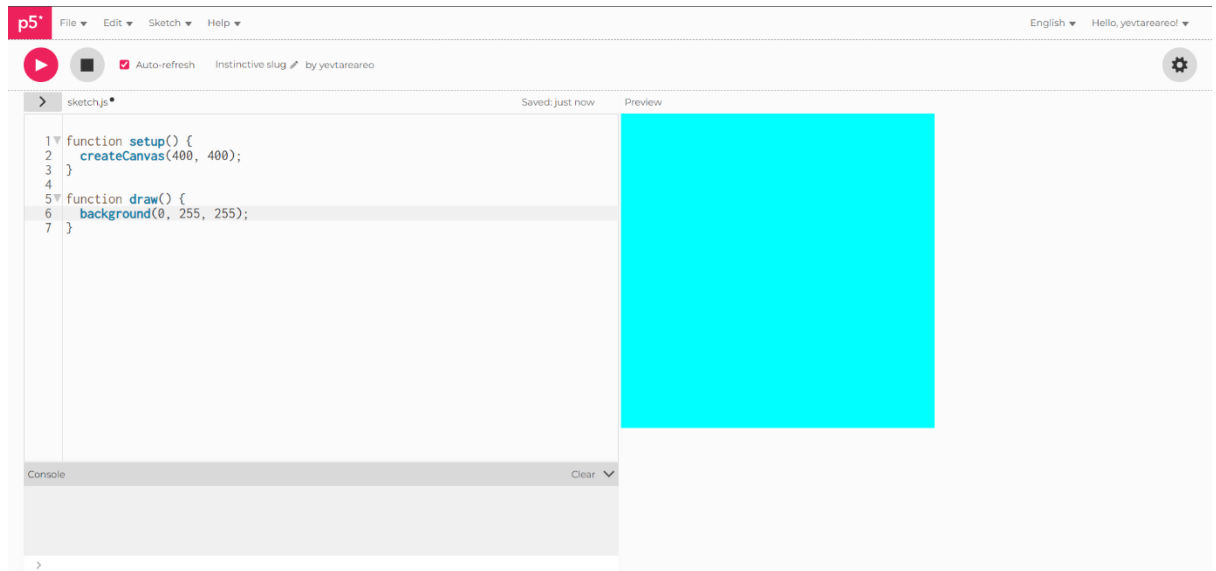 p5* File Edit Sketch Help English Hello, yevtareareo!
Auto-refresh Instinctive slug by yevtareareo
> sketch.js• Saved: just now Preview
1 function setup() {
2 createCanvas(400, 400);
3 }
4
5 function draw() {
6 background(0, 255, 255);
7 }
Console Clear
>